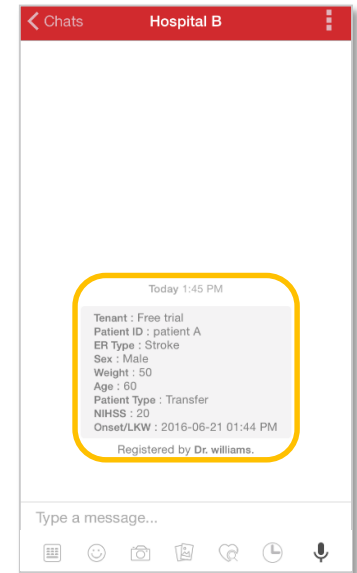 Chats Hospital B
Today 1:45 PM
Tenant : Free trial
Patient ID : patient A
ER Type : Stroke
Sex : Male
Weight : 50
Age : 60
Patient Type : Transfer
NIHSS : 20
Onset/LKW : 2016-06-21 01:44 PM
Registered by Dr. williams.
Type a message...